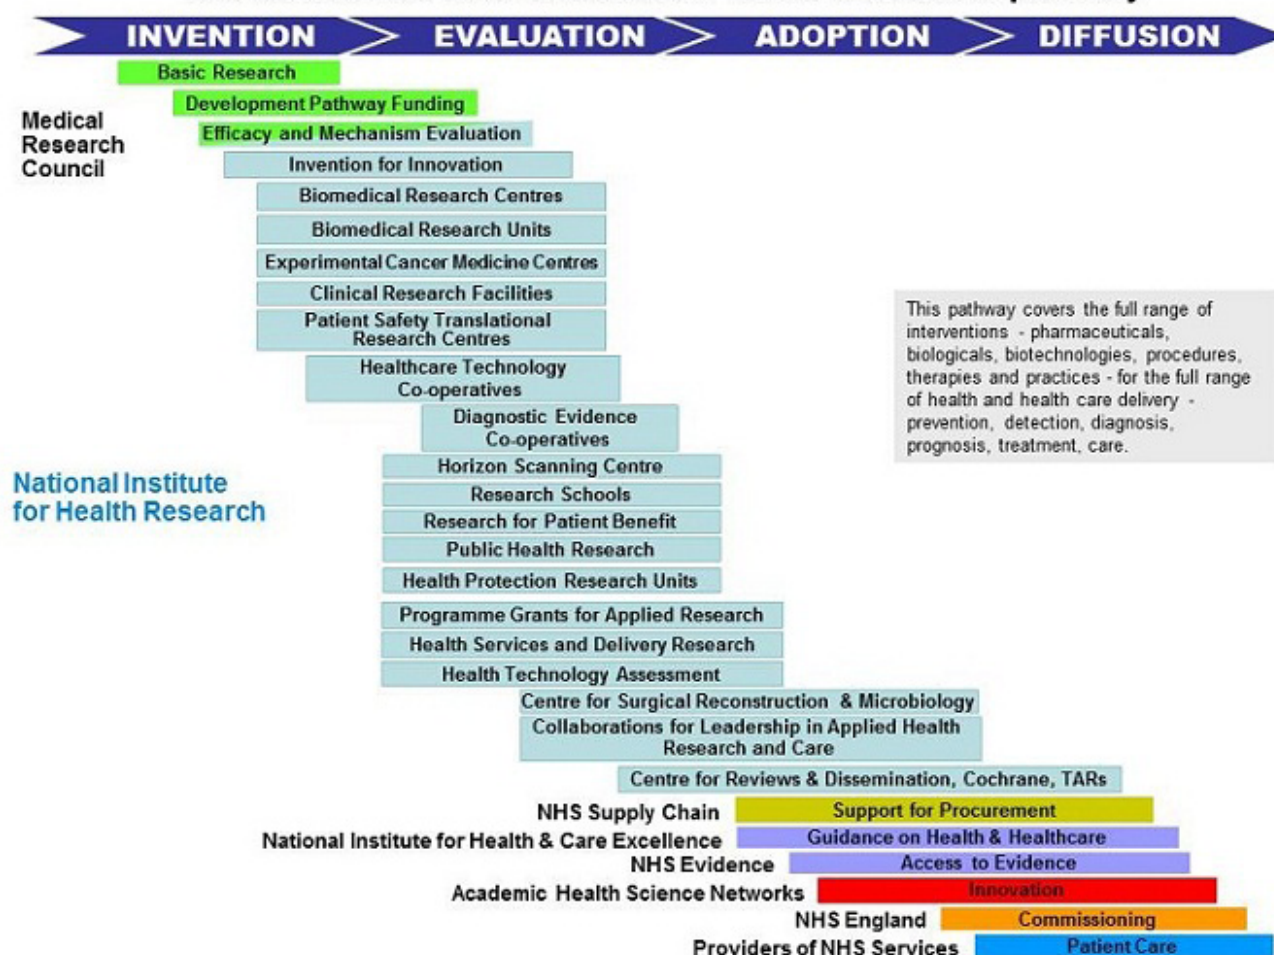 INVENTION
EVALUATION
ADOPTION
DIFFUSION
Basic Research
Development Pathway Funding
Medical
Research
Council
Efficacy and Mechanism Evaluation
Invention for Innovation
Biomedical Research Centres
Biomedical Research Units
Experimental Cancer Medicine Centres
Clinical Research Facilities
Patient Safety Translational
Research Centres
Healthcare Technology
Co-operatives
Diagnostic Evidence
Co-operatives
This pathway covers the full range of
interventions - pharmaceuticals,
biologicals, biotechnologies, procedures,
therapies and practices - for the full range
of health and health care delivery -
prevention, detection, diagnosis,
prognosis, treatment, care.
National Institute
for Health Research
Horizon Scanning Centre
Research Schools
Research for Patient Benefit
Public Health Research
Health Protection Research Units
Programme Grants for Applied Research
Health Services and Delivery Research
Health Technology Assessment
Centre for Surgical Reconstruction & Microbiology
Collaborations for Leadership in Applied Health
Research and Care
Centre for Reviews & Dissemination, Cochrane, TARs
NHS Supply Chain
Support for Procurement
National Institute for Health & Care Excellence
Guidance on Health & Healthcare
NHS Evidence
Access to Evidence
Academic Health Science Networks
Innovation
NHS England
Commissioning
Providers of NHS Services
Patient Care